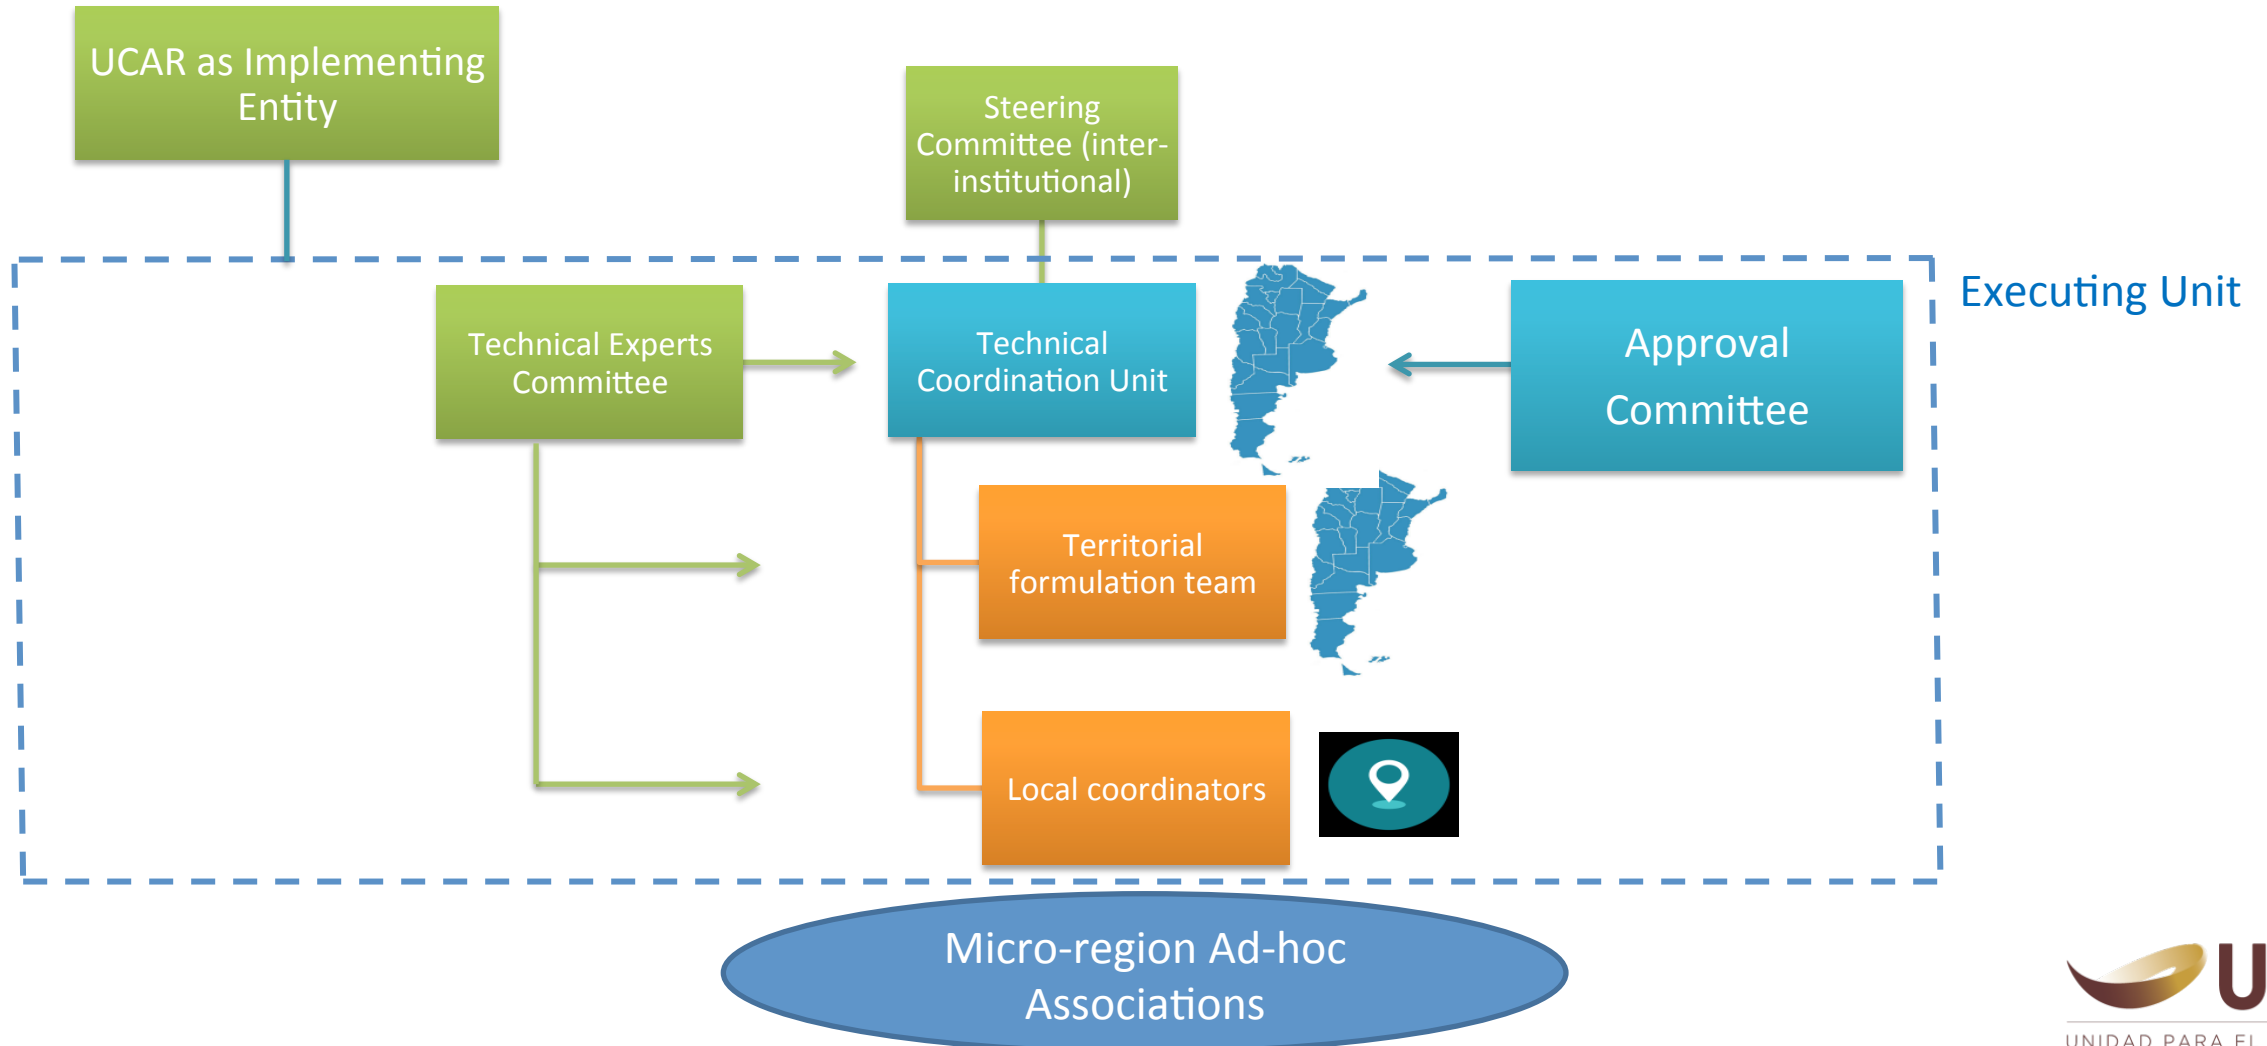 UCAR as Implementing
Entity
Steering
Committee (inter-
institutional)
Executing Unit
Technical Experts
Committee
Technical
Coordination Unit
Approval
Committee
Territorial
formulation team
Local coordinators
Micro-region Ad-hoc
Associations
U
UNIDAD PARA EL